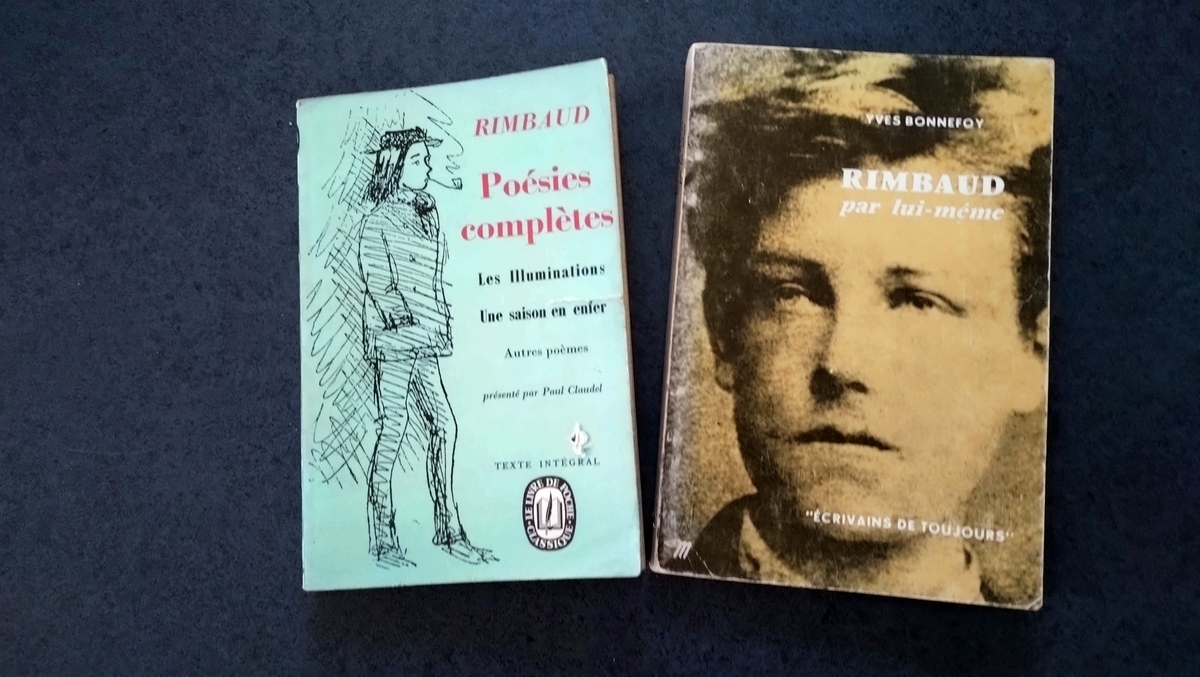 RIMBAUD
Poésies
complètes
Les Illuminations
Une saison en enfer
Autres poèmes
présenté par Paul Claudel
TEXTE INTÉGRAL
LE LIVRE DE POCHE
CLASSIQUE
YVES BONNEFOY
RIMBAUD
par lui-même
"ÉCRIVAINS DE TOUJOURS"